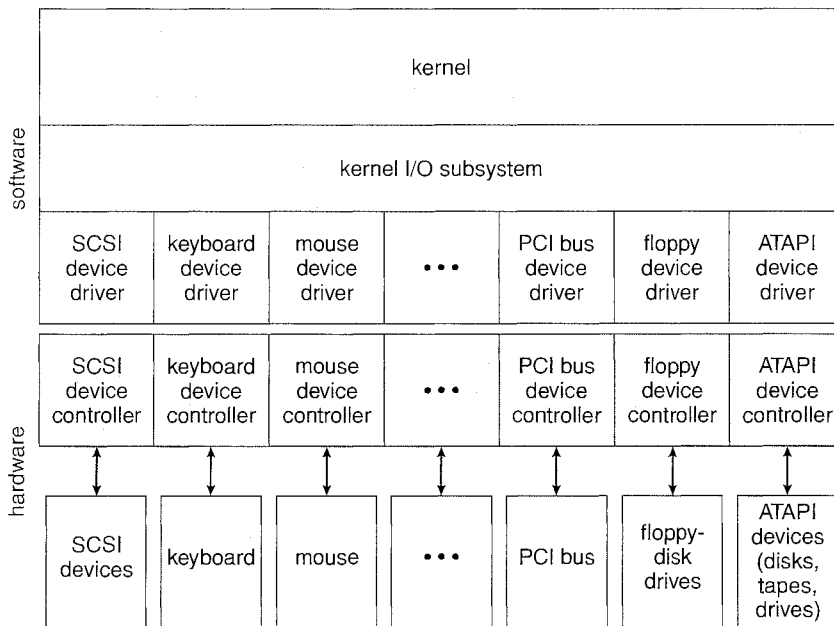 kernel
kernel I/O subsystem
software
SCSI
device
driver
keyboard
device
driver
mouse
device
driver
•••
PCI bus
device
driver
floppy
device
driver
ATAPI
device
driver
hardware
SCSI
device
controller
keyboard
device
controller
mouse
device
controller
•••
PCI bus
device
controller
floppy
device
controller
ATAPI
device
controller
SCSI
devices
keyboard
mouse
•••
PCI bus
floppy-
disk
drives
ATAPI
devices
(disks,
tapes,
drives)